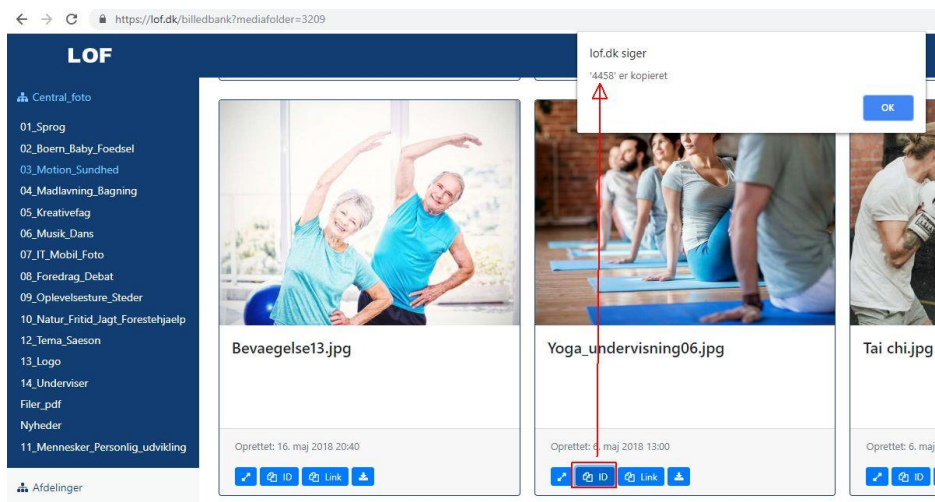 https://lof.dk/billedbank?mediafolder=3209
LOF
lof.dk siger
'4458' er kopieret
OK
Central_foto
01_Sprog
02_Boern_Baby_Foedsel
03_Motion_Sundhed
04_Madlavning_Bagning
05_Kreativefag
06_Musik_Dans
07_IT_Mobil_Foto
08_Foredrag_Debat
09_Oplevelsesture_Steder
10_Natur_Fritid_Jagt_Forestehjaelp
12_Tema_Saeson
13_Logo
14_Underviser
Filer_pdf
Nyheder
11_Mennesker_Personlig_udvikling
Afdelinger
Bevaegelse13.jpg
Oprettet: 16. maj 2018 20:40
ID Link
Yoga_undervisning06.jpg
Oprettet: 6. maj 2018 13:00
ID Link
Tai chi.jpg
Oprettet: 6. maj
ID